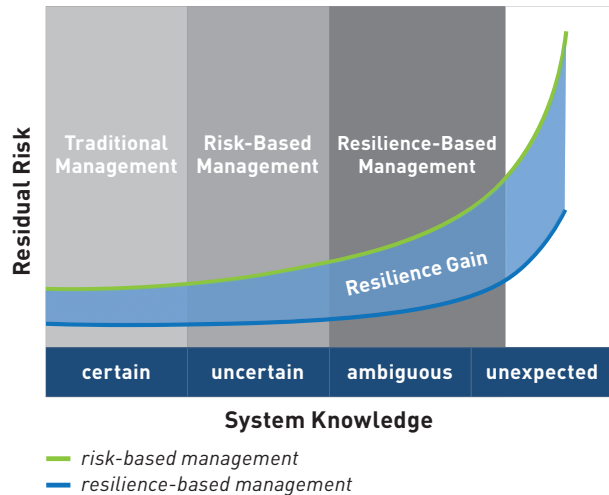 Residual Risk
Traditional
Management
Risk-Based
Management
Resilience-Based
Management
Resilience Gain
certain
uncertain
ambiguous
unexpected
System Knowledge
risk-based management
resilience-based management